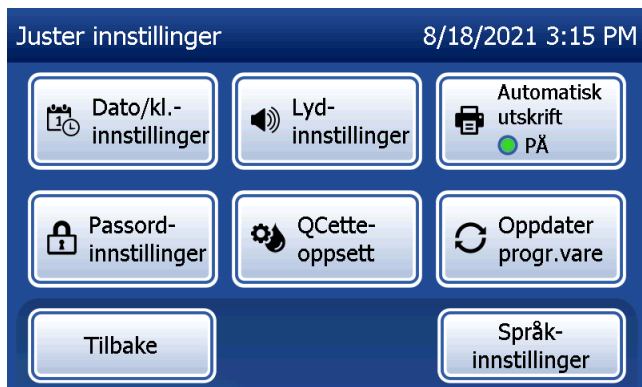 Juster innstillinger 8/18/2021 3:15 PM
Dato/kl.-
innstillinger
Lyd-
innstillinger
Automatisk
utskrift
PÄ
Passord-
innstillinger
QCette-
oppsett
Oppdater
progr.vare
Tilbake
Språk-
innstillinger